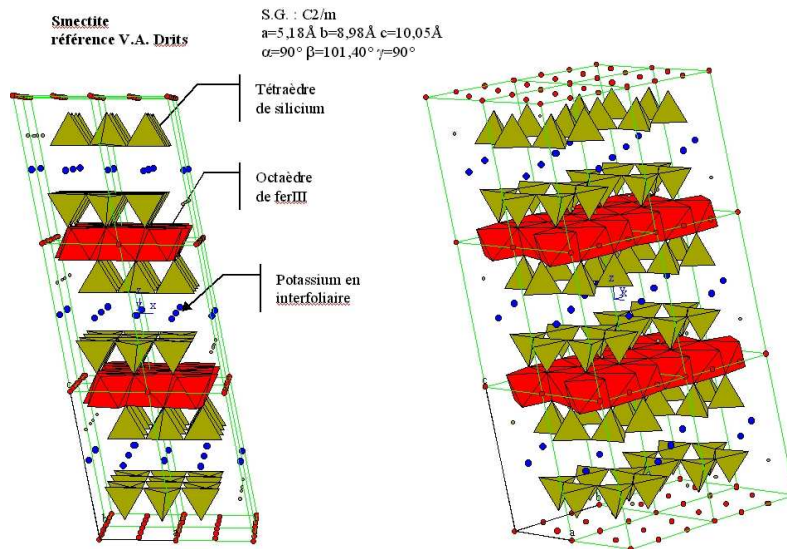 Smectite
référence V.A. Drits
S.G. : C2/m
a=5,18Å b=8,98Å c=10,05Å
α=90° β=101,40° γ=90°
Tétraèdre
de silicium
Octaèdre
de ferIII
Potassium en
interfoliaire
x
z
c
a